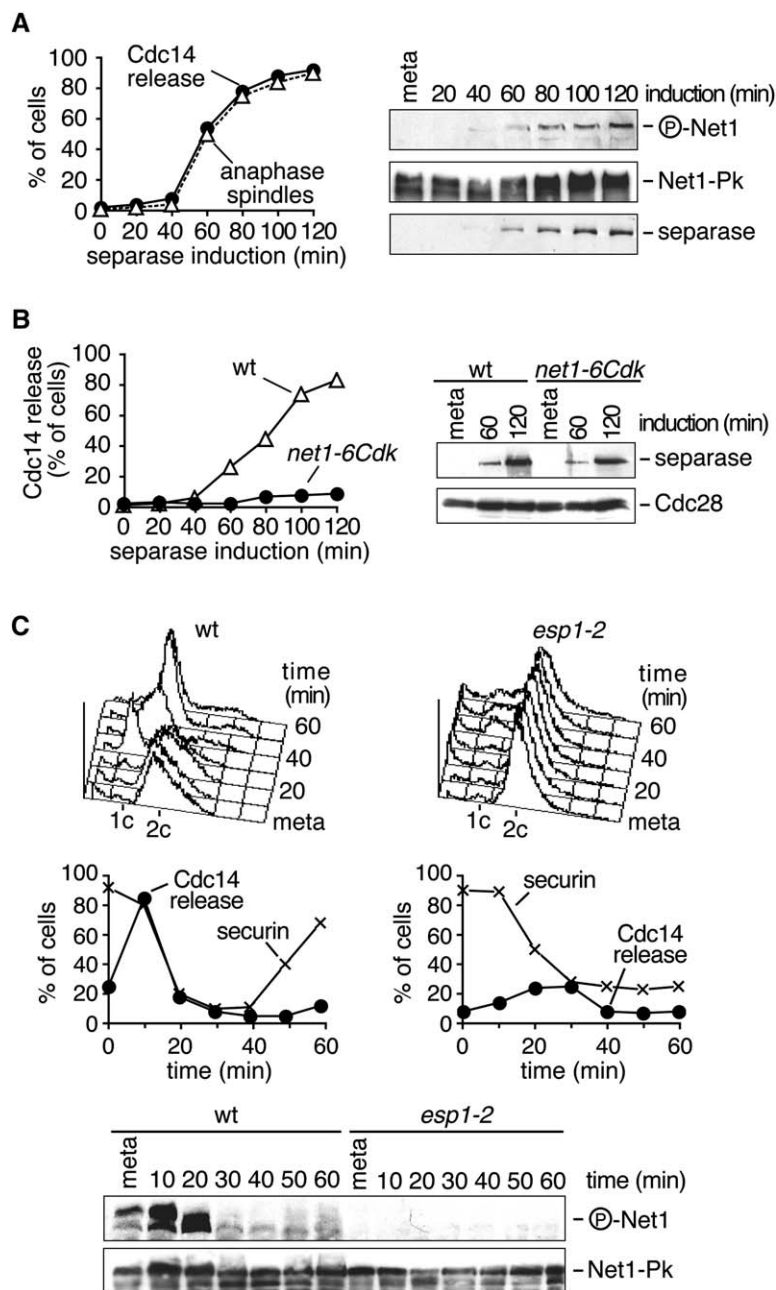 A
% of cells
100
80
60
40
20
0
Cdc14
release
anaphase
spindles
0 20 40 60 80 100 120
separase induction (min)
meta 20 40 60 80 100 120 induction (min)
Ⓟ-Net1
Net1-Pk
separase
B
Cdc14 release
(% of cells)
100
80
60
40
20
0
wt
net1-6Cdk
0 20 40 60 80 100 120
separase induction (min)
wt net1-6Cdk
meta 60 120 meta 60 120 induction (min)
separase
Cdc28
C
wt
time
(min)
60
40
20
meta
1c 2c
esp1-2
time
(min)
60
40
20
meta
1c 2c
% of cells
100
80
60
40
20
0
Cdc14
release
securin
0 20 40 60
time (min)
% of cells
100
80
60
40
20
0
securin
Cdc14
release
0 20 40 60
time (min)
wt esp1-2
meta 10 20 30 40 50 60 meta 10 20 30 40 50 60 time (min)
Ⓟ-Net1
Net1-Pk